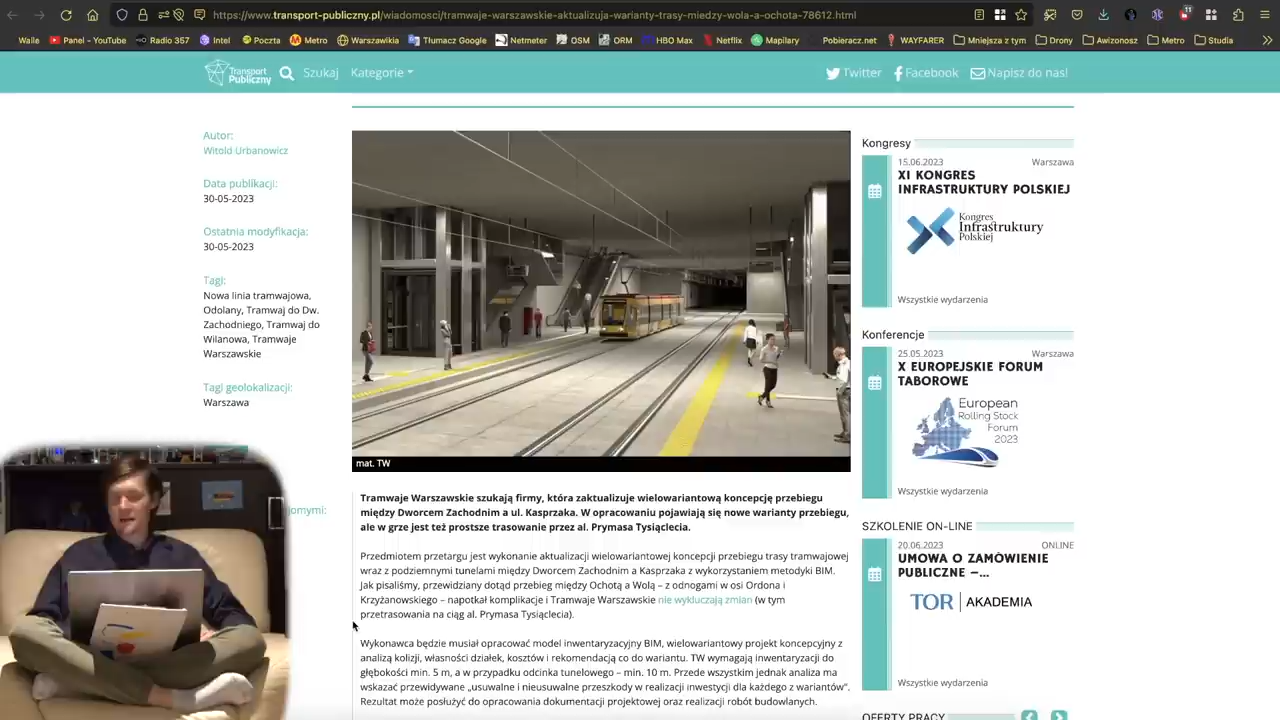 https://www.transport-publiczny.pl/wiadomosci/tramwaje-warszawskie-aktualizuja-warianty-trasy-miedzy-wola-a-ochota-78612.html
Waile Panel - YouTube Radio 357 Intel Poczta Metro Warszawikia Tłumacz Google Netmeter OSM ORM HBO Max Netflix Mapilary Pobieracz.net WAYFARER Mniejsza z tym Drony Awizonosz Metro Studia
Transport Publiczny
Szukaj Kategorie Twitter Facebook Napisz do nas!
Autor:
Witold Urbanowicz
Data publikacji:
30-05-2023
Ostatnia modyfikacja:
30-05-2023
Tagi:
Nowa linia tramwajowa,
Odolany, Tramwaj do Dw.
Zachodniego, Tramwaj do
Wilanowa, Tramwaje
Warszawskie
Tagi geolokalizacji:
Warszawa
jomymi:
mat. TW
Tramwaje Warszawskie szukają firmy, która zaktualizuje wielowariantową koncepcję przebiegu
między Dworcem Zachodnim a ul. Kasprzaka. W opracowaniu pojawiają się nowe warianty przebiegu,
ale w grze jest też prostsze trasowanie przez al. Prymasa Tysiąclecia.
Przedmiotem przetargu jest wykonanie aktualizacji wielowariantowej koncepcji przebiegu trasy tramwajowej
wraz z podziemnymi tunelami między Dworcem Zachodnim a Kasprzaka z wykorzystaniem metodyki BIM.
Jak pisaliśmy, przewidziany dotąd przebieg między Ochotą a Wolą – z odnogami w osi Ordona i
Krzyżanowskiego – napotkał komplikacje i Tramwaje Warszawskie nie wykluczają zmian (w tym
przetrasowania na ciąg al. Prymasa Tysiąclecia).
Wykonawca będzie musiał opracować model inwentaryzacyjny BIM, wielowariantowy projekt koncepcyjny z
analizą kolizji, własności działek, kosztów i rekomendacją co do wariantu. TW wymagają inwentaryzacji do
głębokości min. 5 m, a w przypadku odcinka tunelowego – min. 10 m. Przede wszystkim jednak analiza ma
wskazać przewidywane „usuwalne i nieusuwalne przeszkody w realizacji inwestycji dla każdego z wariantów”.
Rezultat może posłużyć do opracowania dokumentacji projektowej oraz realizacji robót budowlanych.
Kongresy
15.06.2023 Warszawa
XI KONGRES
INFRASTRUKTURY POLSKIEJ
Kongres
Infrastruktury
Polskiej
Wszystkie wydarzenia
Konferencje
25.05.2023 Warszawa
X EUROPEJSKIE FORUM
TABOROWE
European
Rolling Stock
Forum
2023
Wszystkie wydarzenia
SZKOLENIE ON-LINE
20.06.2023 ONLINE
UMOWA O ZAMÓWIENIE
PUBLICZNE –...
TOR AKADEMIA
Wszystkie wydarzenia
OFERTY PRACY